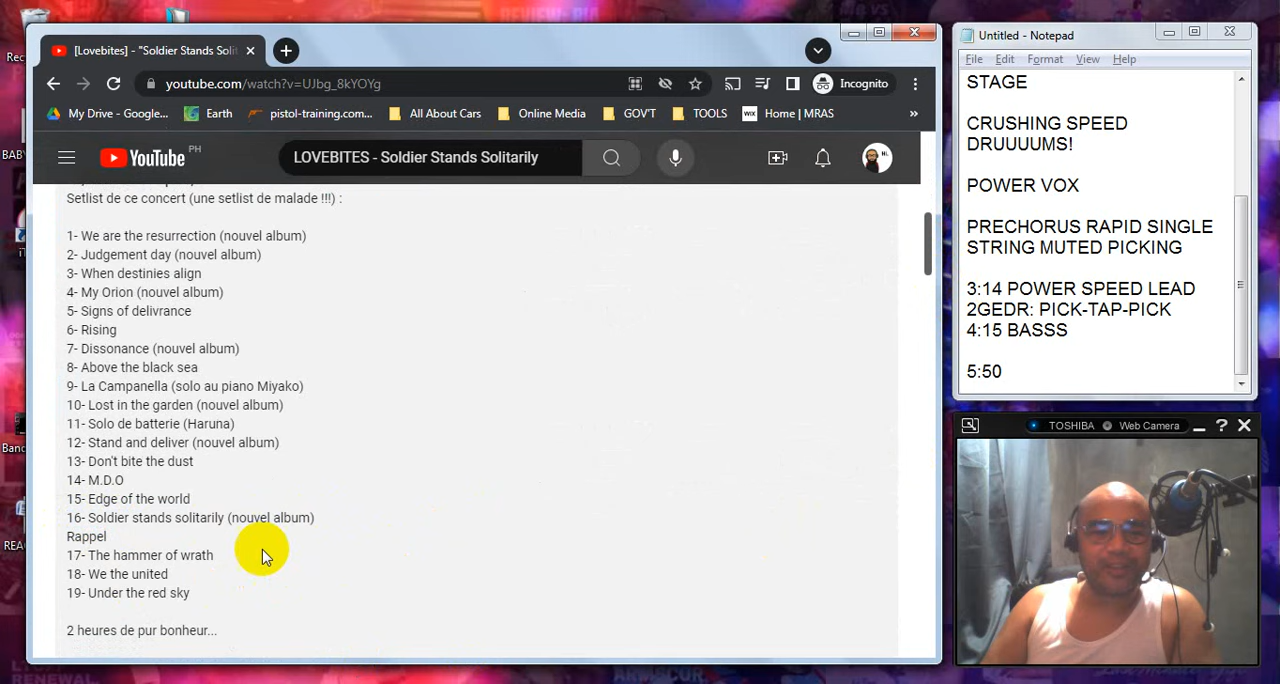 [Lovebites] - "Soldier Stands Soli
youtube.com/watch?v=UJbg_8kYOYg
Incognito
My Drive - Google...
Earth
pistol-training.com...
All About Cars
Online Media
GOV'T
TOOLS
WIX
Home | MRAS
»
YouTube PH
LOVEBITES - Soldier Stands Solitarily
Setlist de ce concert (une setlist de malade !!!) :
1- We are the resurrection (nouvel album)
2- Judgement day (nouvel album)
3- When destinies align
4- My Orion (nouvel album)
5- Signs of delivrance
6- Rising
7- Dissonance (nouvel album)
8- Above the black sea
9- La Campanella (solo au piano Miyako)
10- Lost in the garden (nouvel album)
11- Solo de batterie (Haruna)
12- Stand and deliver (nouvel album)
13- Don't bite the dust
14- M.D.O
15- Edge of the world
16- Soldier stands solitarily (nouvel album)
Rappel
17- The hammer of wrath
18- We the united
19- Under the red sky
2 heures de pur bonheur...
Untitled - Notepad
File Edit Format View Help
STAGE
CRUSHING SPEED
DRUUUUMS!
POWER VOX
PRECHORUS RAPID SINGLE
STRING MUTED PICKING
3:14 POWER SPEED LEAD
2GEDR: PICK-TAP-PICK
4:15 BASSS
5:50
TOSHIBA Web Camera
Rec
BABY
Banc
REA
RENEWAL.